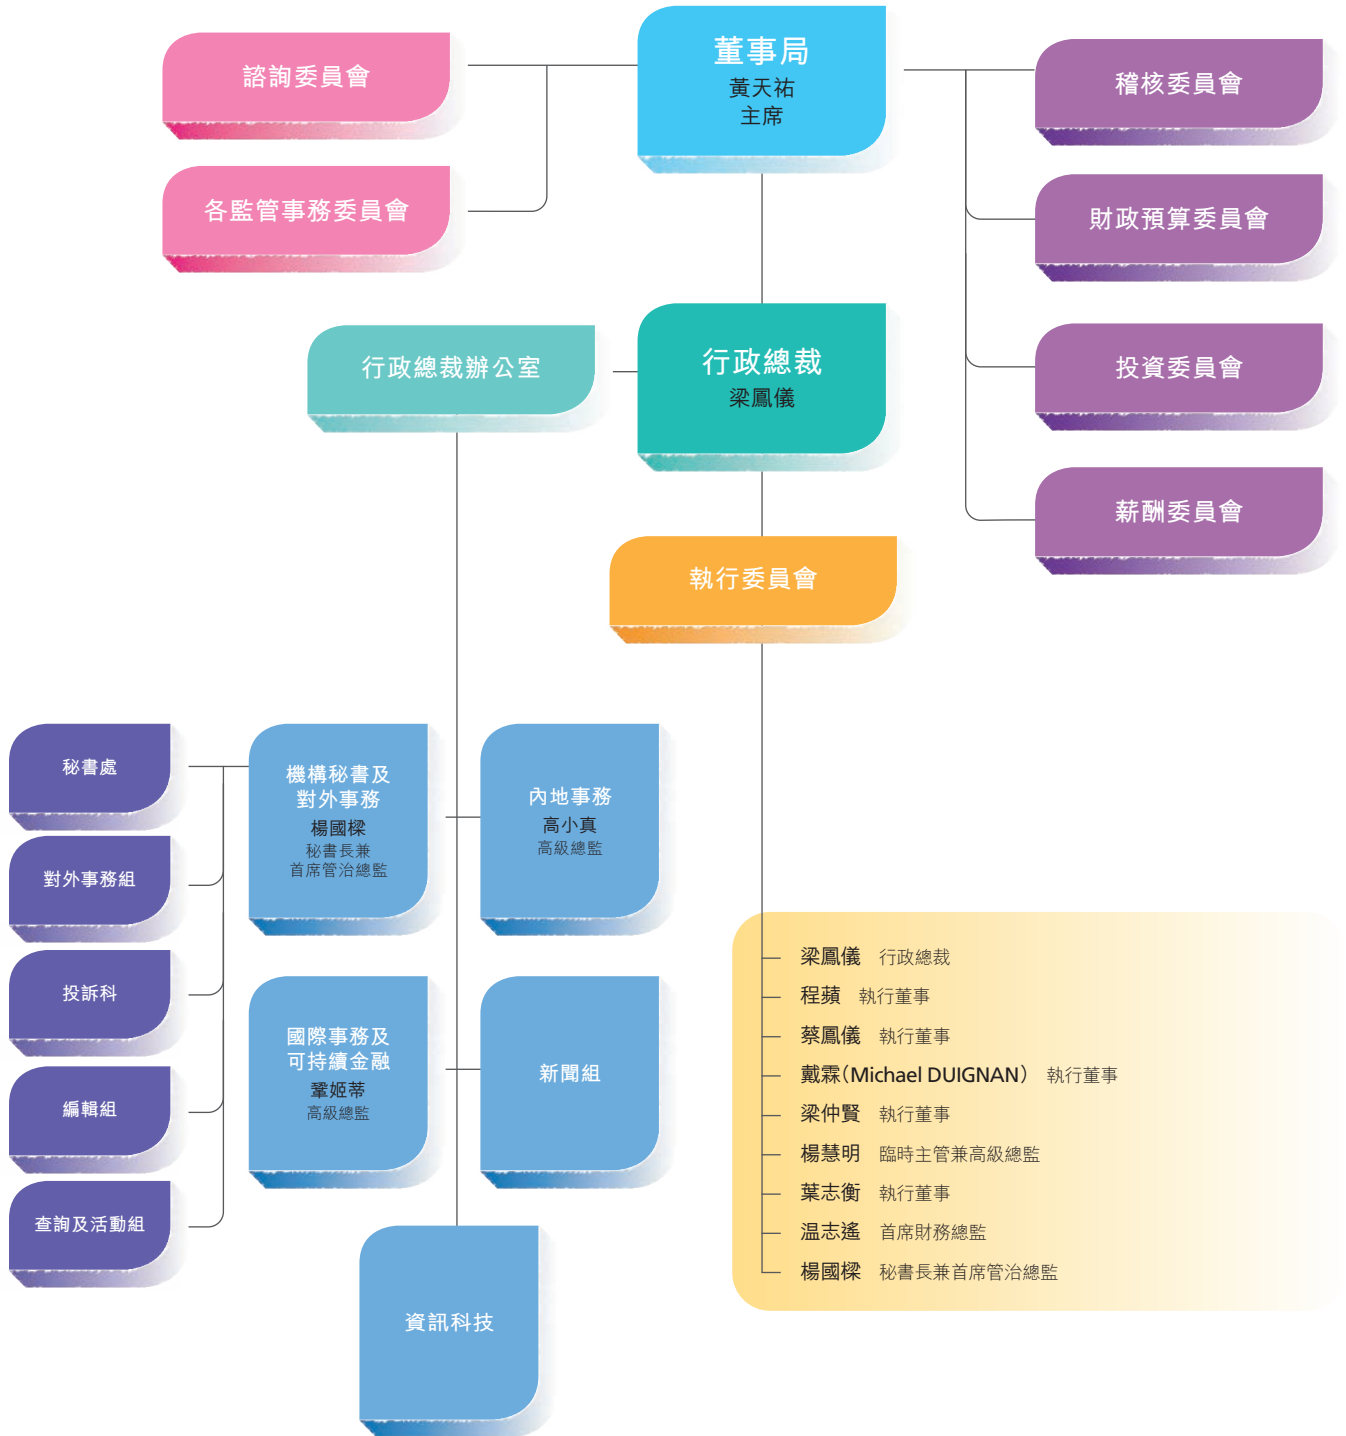 董事局
黃天祐
主席
諮詢委員會
各監管事務委員會
稽核委員會
財政預算委員會
投資委員會
薪酬委員會
行政總裁辦公室
行政總裁
梁鳳儀
執行委員會
秘書處
對外事務組
投訴科
編輯組
查詢及活動組
機構秘書及
對外事務
楊國樑
秘書長兼
首席管治總監
內地事務
高小真
高級總監
國際事務及
可持續金融
鞏姬蒂
高級總監
新聞組
資訊科技
梁鳳儀 行政總裁
程蘋 執行董事
蔡鳳儀 執行董事
戴霖（Michael DUIGNAN） 執行董事
梁仲賢 執行董事
楊慧明 臨時主管兼高級總監
葉志衡 執行董事
温志遙 首席財務總監
楊國樑 秘書長兼首席管治總監